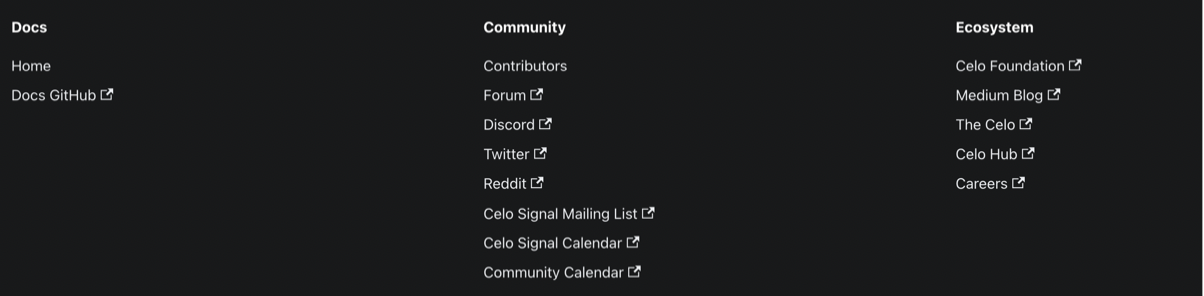 Docs
Home
Docs GitHub
Community
Contributors
Forum
Discord
Twitter
Reddit
Celo Signal Mailing List
Celo Signal Calendar
Community Calendar
Ecosystem
Celo Foundation
Medium Blog
The Celo
Celo Hub
Careers